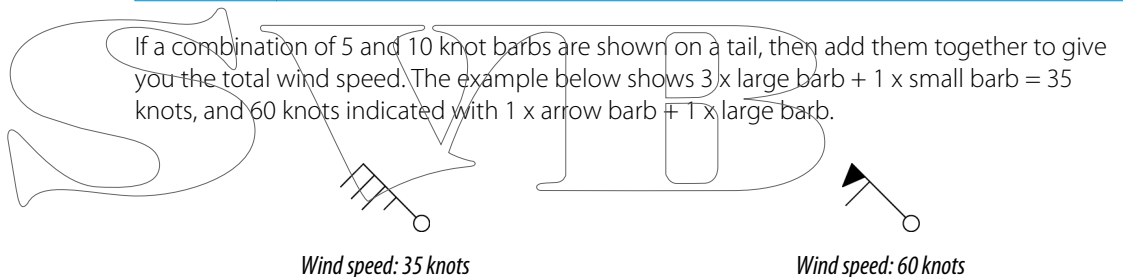 If a combination of 5 and 10 knot barbs are shown on a tail, then add them together to give
you the total wind speed. The example below shows 3 x large barb + 1 x small barb = 35
knots, and 60 knots indicated with 1 x arrow barb + 1 x large barb.
SVB
Wind speed: 35 knots
Wind speed: 60 knots